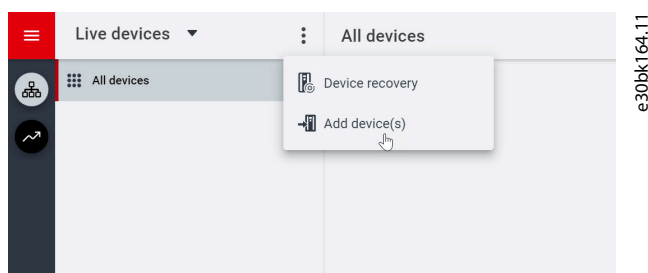 Live devices
All devices
All devices
Device recovery
Add device(s)
e30bk164.11